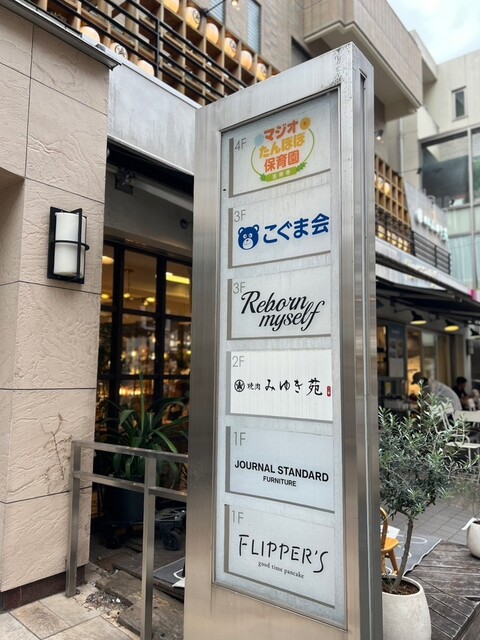 4F
マジオ
たんぽぽ
保育園
3F
こぐま会
3F
Reborn
myself
2F
焼肉 みゆき苑
1F
JOURNAL STANDARD
FURNITURE
1F
FLIPPER'S
good time pancake